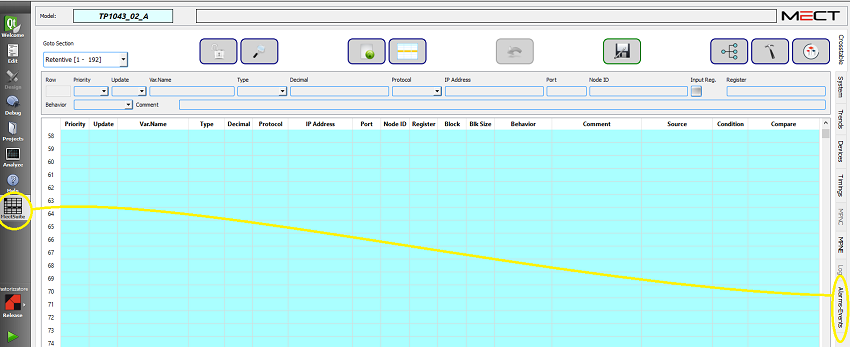 Qt
Welcome
Edit
Design
Debug
Projects
Analyze
Help
MectSuite
Release
Model:
TP1043_02_A
MECT
Goto Section
Retentive [1 - 192]
Row Priority Update Var.Name Type Decimal Protocol IP Address Port Node ID Input Reg. Register
Behavior Comment
Priority Update Var.Name Type Decimal Protocol IP Address Port Node ID Register Block Blk Size Behavior Comment Source Condition Compare
58
59
60
61
62
63
64
65
66
67
68
69
70
71
72
73
74
Crosstable
System
Trends
Devices
Timings
MPNC
MPNE
Log
Alarms-Events